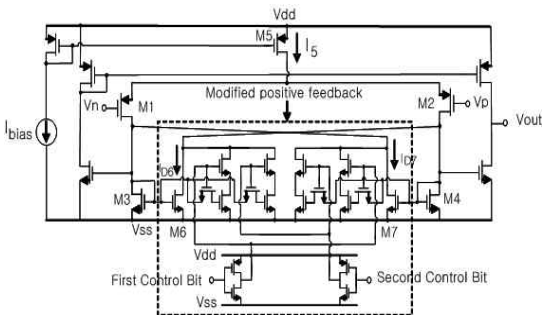 Vdd
M5
I5
Modified positive feedback
M1
M2
Vn
Vp
Vout
Ibias
ID6
ID7
M3
M4
Vss
M6
M7
Vdd
First Control Bit
Second Control Bit
Vss